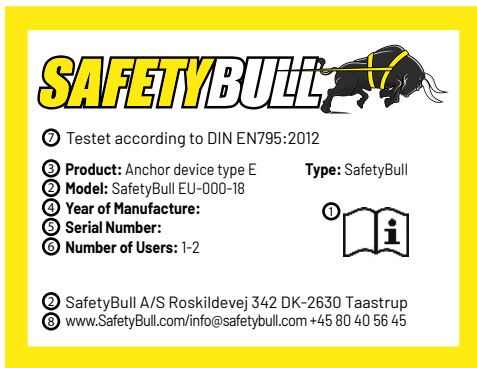 SAFETYBULL
7 Testet according to DIN EN795:2012
3 Product: Anchor device type E Type: SafetyBull
2 Model: SafetyBull EU-000-18
4 Year of Manufacture:
1
5 Serial Number:
6 Number of Users: 1-2
2 SafetyBull A/S Roskildevej 342 DK-2630 Taastrup
8 www.SafetyBull.com/info@safetybull.com +45 80 40 56 45